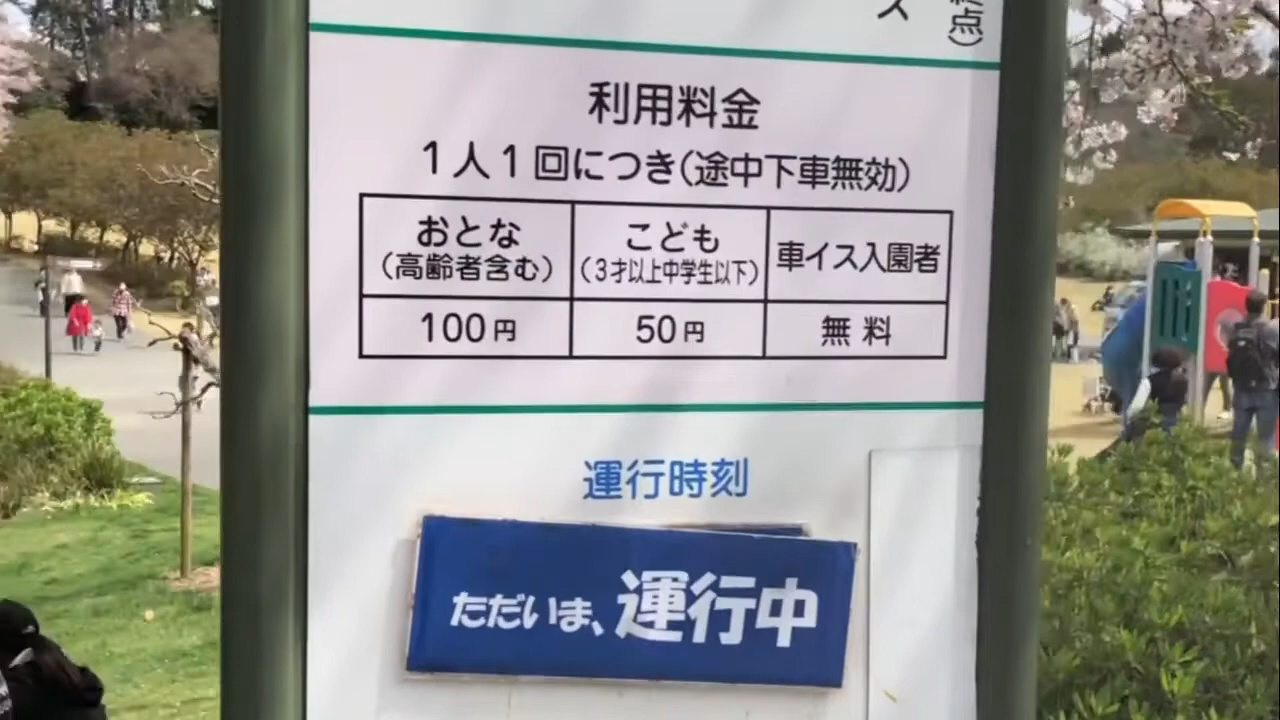 ス
点)
利用料金
1人1回につき(途中下車無効)
おとな
(高齢者含む)
こども
(3才以上中学生以下)
車イス入園者
100円
50円
無料
運行時刻
ただいま、運行中